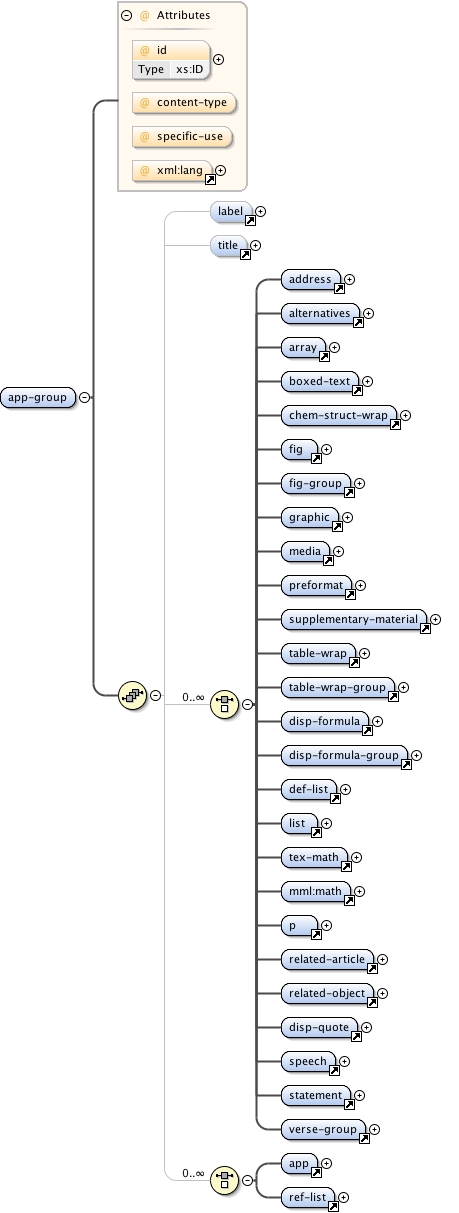 @ Attributes
@ id
Type xs:ID
@ content-type
@ specific-use
@ xml:lang
label
title
address
alternatives
array
boxed-text
app-group
chem-struct-wrap
fig
fig-group
graphic
media
preformat
supplementary-material
table-wrap
0..∞
table-wrap-group
disp-formula
disp-formula-group
def-list
list
tex-math
mml:math
p
related-article
related-object
disp-quote
speech
statement
verse-group
0..∞
app
ref-list